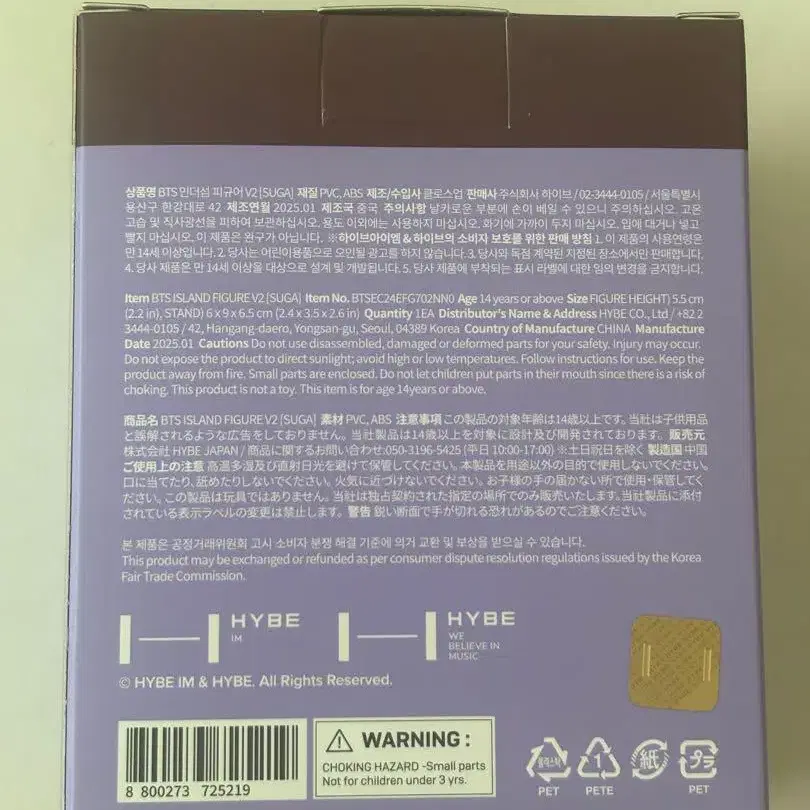 상품명 BTS 인더섬 피규어 V2 [SUGA] 재질 PVC, ABS 제조/수입사 클로스업 판매사 주식회사 하이브 / 02-3444-0105 / 서울특별시
용산구 한강대로 42 제조연월 2025.01 제조국 중국 주의사항 날카로운 부분에 손이 베일 수 있으니 주의하십시오. 고온
고습 및 직사광선을 피하여 보관하십시오. 용도 이외에는 사용하지 마십시오. 화기에 가까이 두지 마십시오. 입에 대거나 넣고
빨지 마십시오. 이 제품은 완구가 아닙니다. ※하이브아이엠 & 하이브의 소비자 보호를 위한 판매 방침 1. 이 제품의 사용연령은
만 14세 이상입니다. 2. 당사는 어린이용품으로 오인될 광고를 하지 않습니다. 3. 당사와 독점 계약된 지정된 장소에서만 판매합니다.
4. 당사 제품은 만 14세 이상을 대상으로 설계 및 개발됩니다. 5. 당사 제품에 부착되는 표시 라벨에 대한 임의 변경을 금지합니다.
Item BTS ISLAND FIGURE V2 [SUGA] Item No. BTSEC24EFG702NN0 Age 14 years or above Size FIGURE HEIGHT) 5.5 cm
(2.2 in), STAND) 6 x 9 x 6.5 cm (2.4 x 3.5 x 2.6 in) Quantity 1EA Distributor's Name & Address HYBE CO., Ltd / +82 2
3444-0105 / 42, Hangang-daero, Yongsan-gu, Seoul, 04389 Korea Country of Manufacture CHINA Manufacture
Date 2025.01 Cautions Do not use disassembled, damaged or deformed parts for your safety. Injury may occur.
Do not expose the product to direct sunlight; avoid high or low temperatures. Follow instructions for use. Keep the
product away from fire. Small parts are enclosed. Do not let children put parts in their mouth since there is a risk of
choking. This product is not a toy. This item is for age 14years or above.
商品名 BTS ISLAND FIGURE V2 [SUGA] 素材 PVC, ABS 注意事項 この製品の対象年齢は14歳以上です。当社は子供用品
と誤解されるような広告をしておりません。当社製品は14歳以上を対象に設計及び開発されております。販売元
株式会社 HYBE JAPAN / 商品に関するお問い合わせ:050-3196-5425 (平日 10:00-17:00) ※土日祝日を除く 製造国 中国
ご使用上の注意 高温多湿及び直射日光を避けて保管してください。本製品を用途以外の目的で使用しないでください。
口に当てたり、舐めたりしないでください。火気に近づけないでください。お子様の手の届かない所で使用・保管してくだ
さい。この製品は玩具ではありません。当社は独占契約された指定の場所でのみ販売いたします。当社製品に添付
されている表示ラベルの変更は禁止します。警告 鋭い断面で手が切れる恐れがあるのでご注意ください。
본 제품은 공정거래위원회 고시 소비자 분쟁 해결 기준에 의거 교환 및 보상을 받으실 수 있습니다.
This product may be exchanged or refunded as per consumer dispute resolution regulations issued by the Korea
Fair Trade Commission.
HYBE
IM
HYBE
WE
BELIEVE IN
MUSIC
© HYBE IM & HYBE. All Rights Reserved.
8 800273 725219
WARNING :
CHOKING HAZARD -Small parts
Not for children under 3 yrs.
플라스틱
1
紙
プラ
PET
PETE
PET